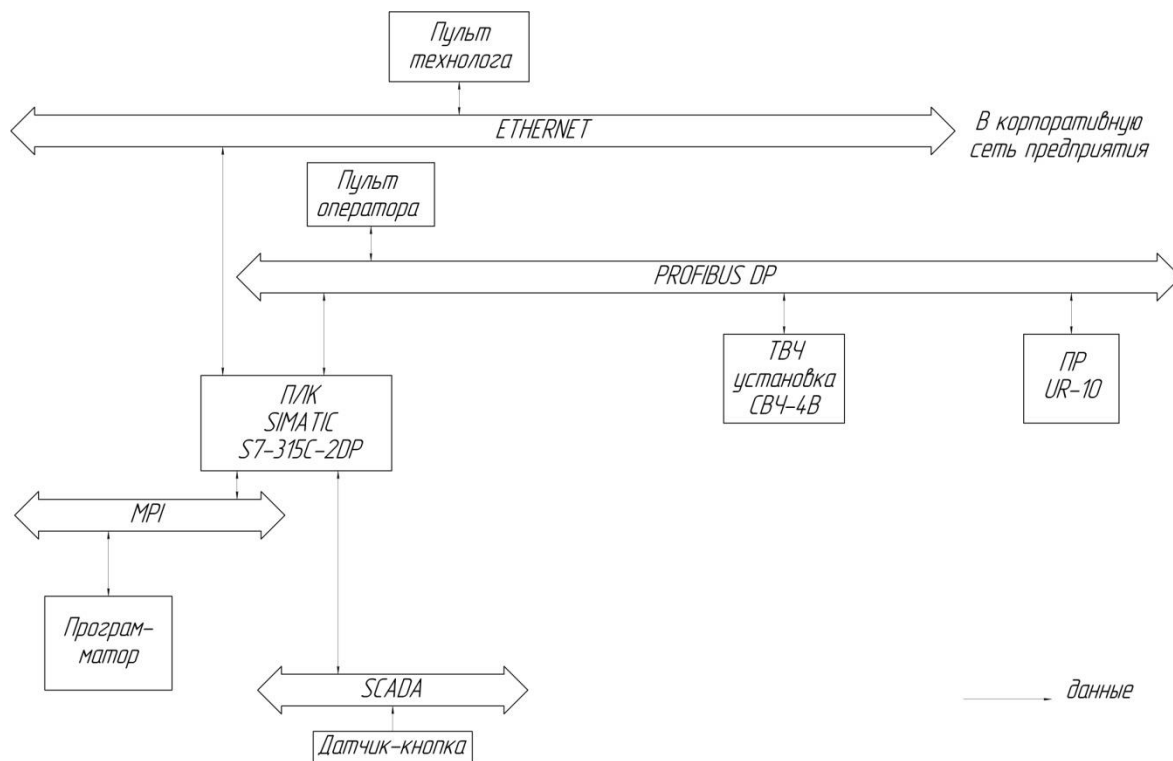 Пульт
технолога
ETHERNET
В корпоративную
сеть предприятия
Пульт
оператора
PROFIBUS DP
ТВЧ
установка
СВЧ-4В
ПР
UR-10
ПЛК
SIMATIC
S7-315C-2DP
MPI
Програм-
матор
SCADA
данные
Датчик-кнопка